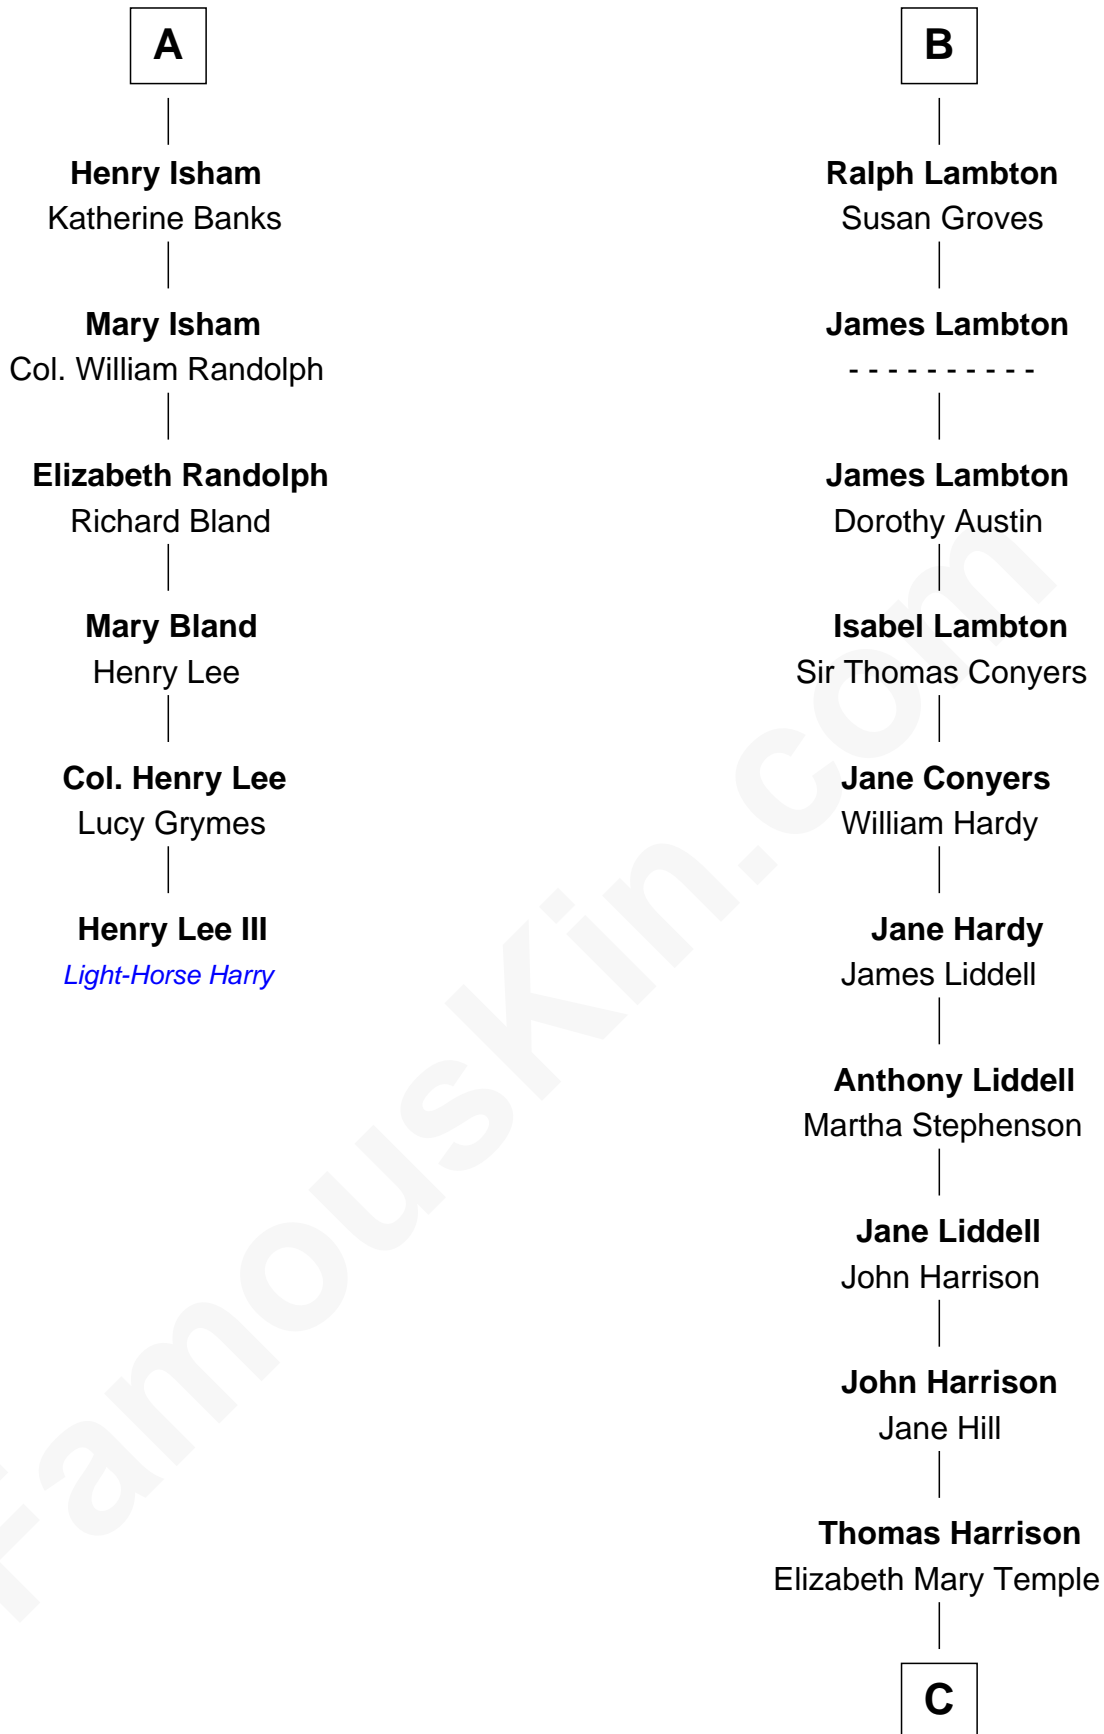 A
Henry Isham
Katherine Banks
Mary Isham
Col. William Randolph
Elizabeth Randolph
Richard Bland
Mary Bland
Henry Lee
Col. Henry Lee
Lucy Grymes
Henry Lee III
Light-Horse Harry
B
Ralph Lambton
Susan Groves
James Lambton
- - - - - - - - - -
James Lambton
Dorothy Austin
Isabel Lambton
Sir Thomas Conyers
Jane Conyers
William Hardy
Jane Hardy
James Liddell
Anthony Liddell
Martha Stephenson
Jane Liddell
John Harrison
John Harrison
Jane Hill
Thomas Harrison
Elizabeth Mary Temple
C
FamousKin.com